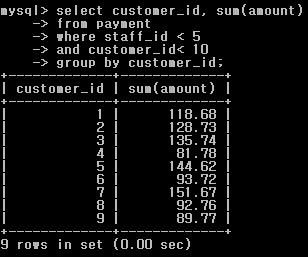 mysql> select customer_id, sum(amount)
    -> from payment
    -> where staff_id < 5
    -> and customer_id< 10
    -> group by customer_id;
+-------------+-------------+
| customer_id | sum(amount) |
+-------------+-------------+
|           1 |      118.68 |
|           2 |      128.73 |
|           3 |      135.74 |
|           4 |       81.78 |
|           5 |      144.62 |
|           6 |       93.72 |
|           7 |      151.67 |
|           8 |       92.76 |
|           9 |       89.77 |
+-------------+-------------+
9 rows in set (0.00 sec)